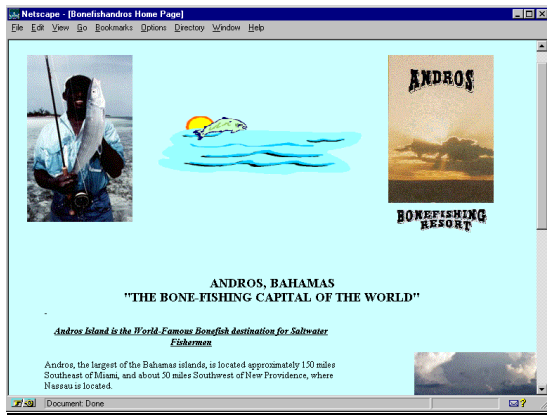 Netscape - [Bonefishandros Home Page]
File Edit View Go Bookmarks Options Directory Window Help
ANDROS
BONEFISHING
RESORT
ANDROS, BAHAMAS
"THE BONE-FISHING CAPITAL OF THE WORLD"
Andros Island is the World-Famous Bonefish destination for Saltwater
Fishermen
Andros, the largest of the Bahamas islands, is located approximately 150 miles
Southeast of Miami, and about 50 miles Southwest of New Providence, where
Nassau is located.
Document: Done